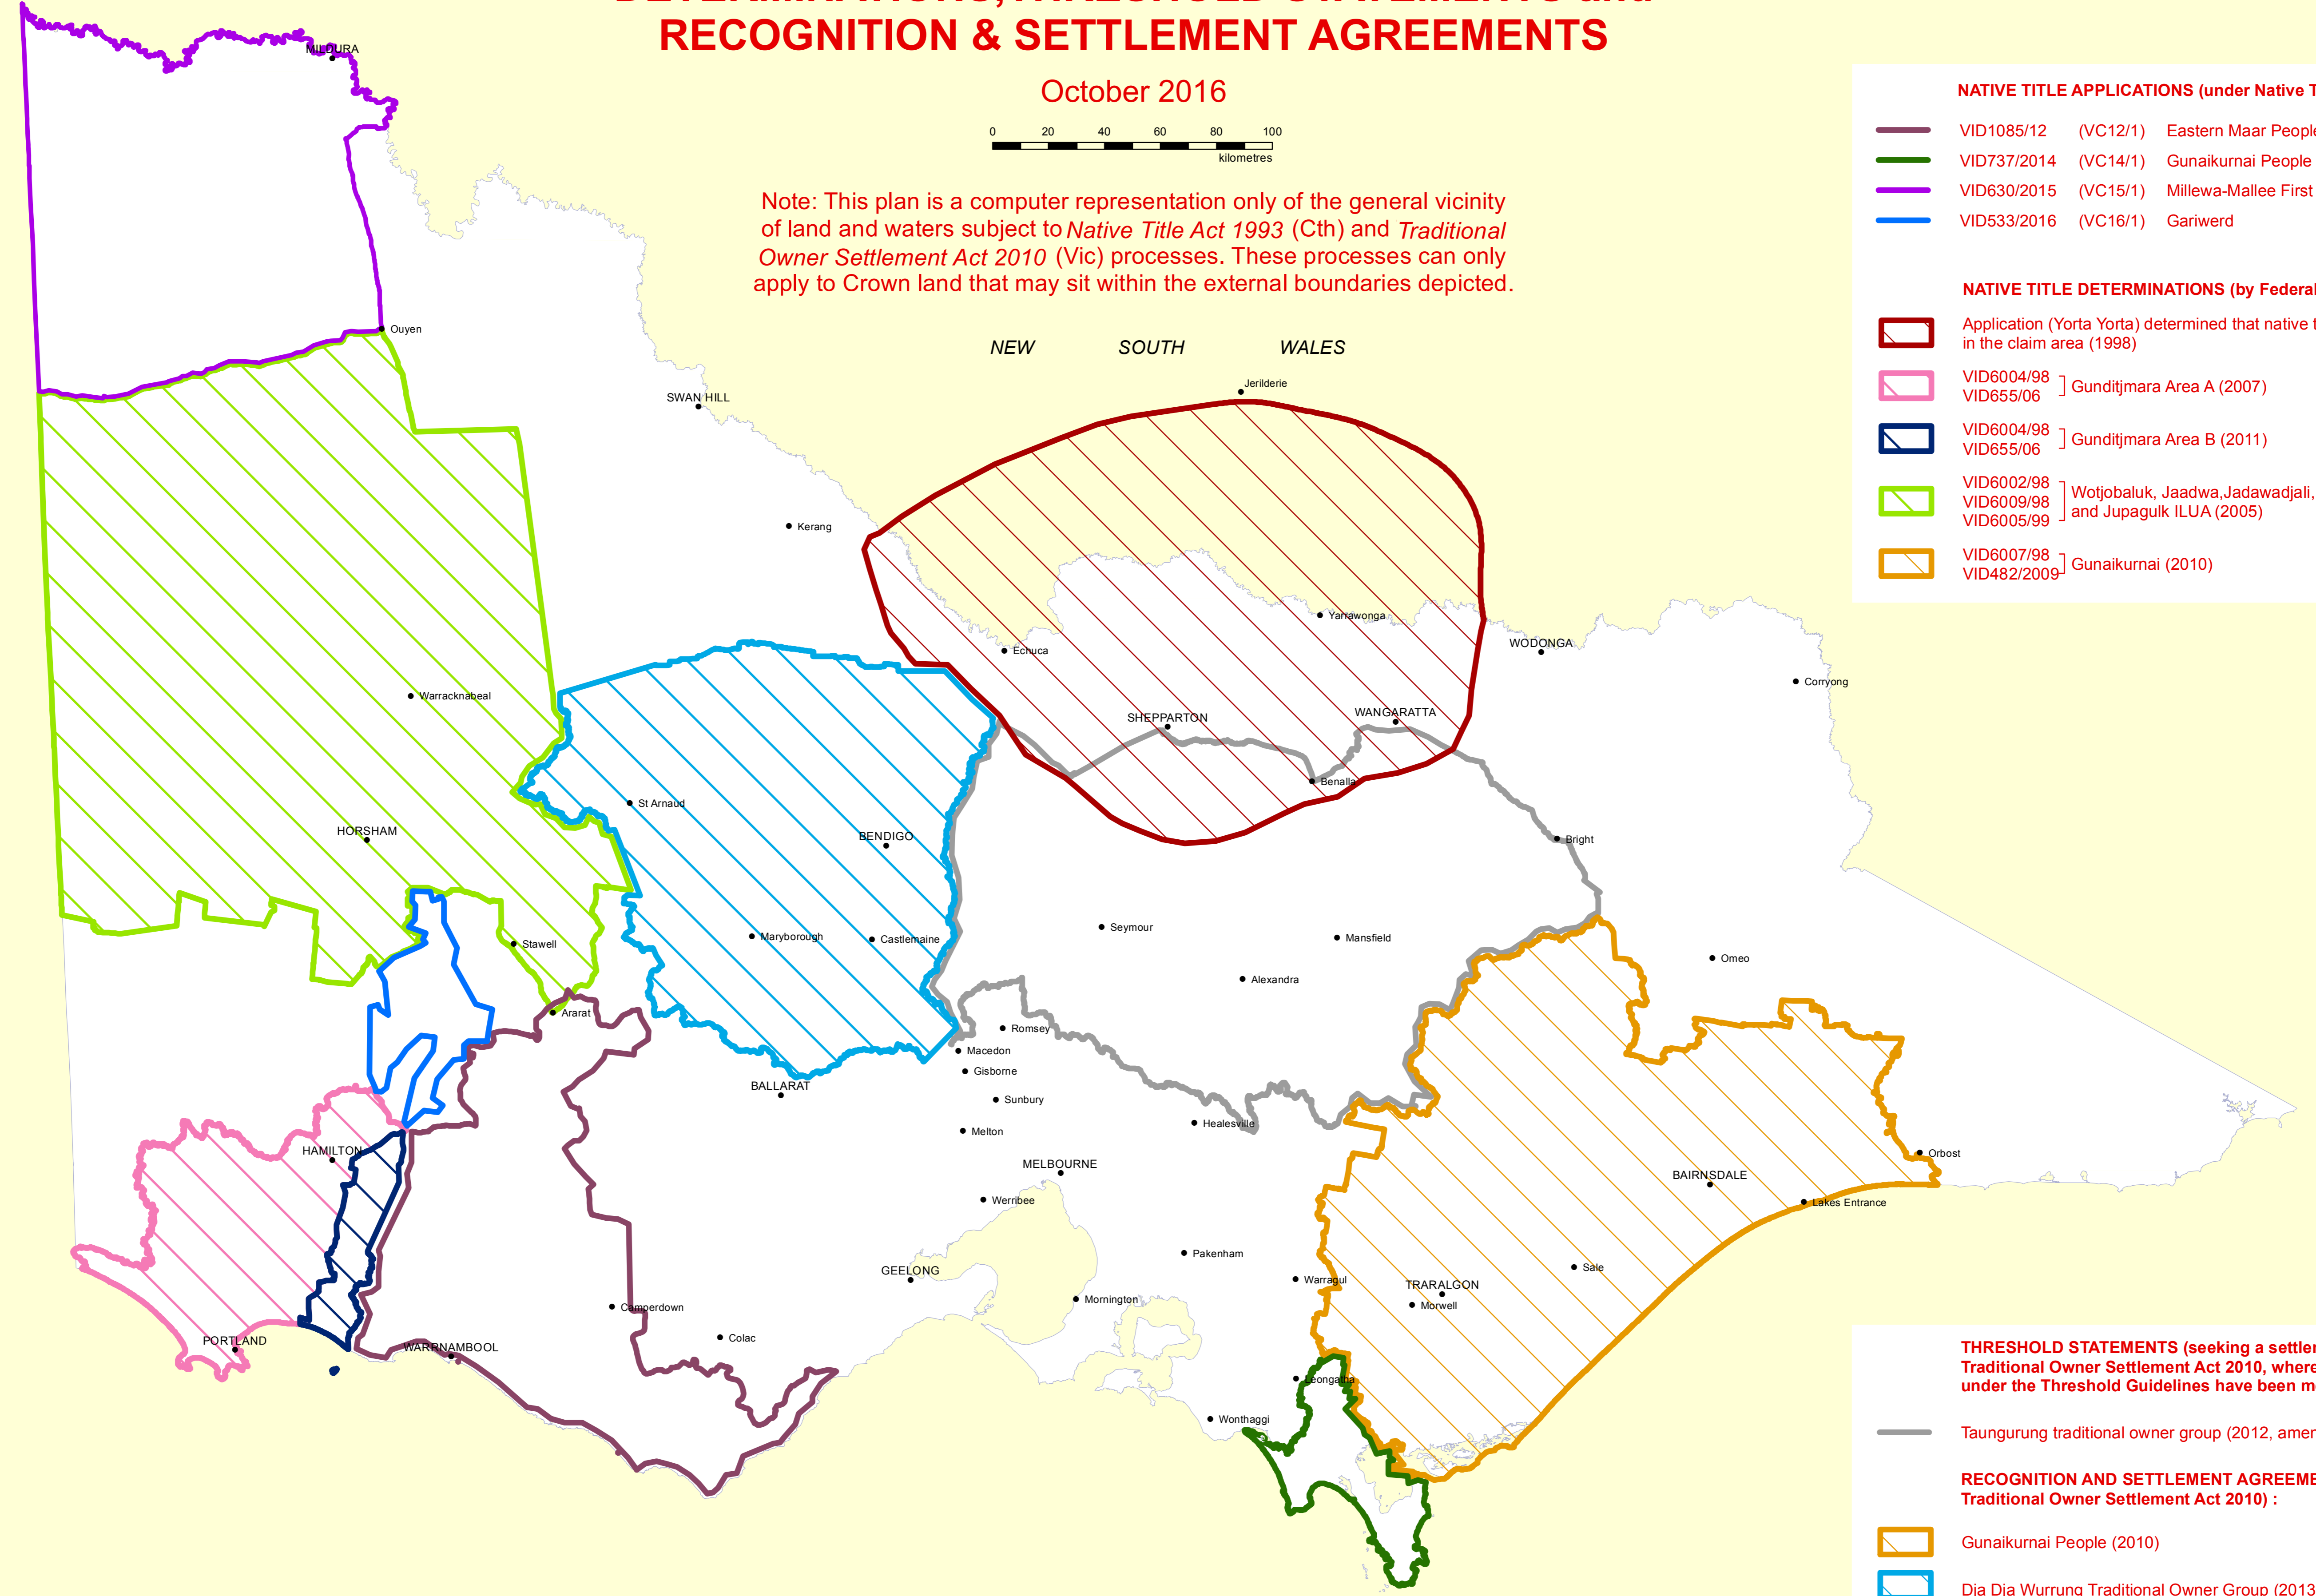 RECOGNITION & SETTLEMENT AGREEMENTS
October 2016
0 20 40 60 80 100
kilometres
Note: This plan is a computer representation only of the general vicinity
of land and waters subject to Native Title Act 1993 (Cth) and Traditional
Owner Settlement Act 2010 (Vic) processes. These processes can only
apply to Crown land that may sit within the external boundaries depicted.
NEW SOUTH WALES
MILDURA
Ouyen
SWAN HILL
Jerilderie
Kerang
Yarrawonga
Echuca
WODONGA
Corryong
Warracknabeal
SHEPPARTON
WANGARATTA
Benalla
St Arnaud
HORSHAM
BENDIGO
Bright
Seymour
Mansfield
Maryborough
Castlemaine
Stawell
Omeo
Alexandra
Ararat
Romsey
Macedon
Gisborne
BALLARAT
Sunbury
Healesville
Melton
HAMILTON
MELBOURNE
Orbost
BAIRNSDALE
Werribee
Lakes Entrance
Pakenham
Sale
GEELONG
Warragul
TRARALGON
Morwell
Mornington
Camperdown
Colac
PORTLAND
WARRNAMBOOL
Leongatha
Wonthaggi
NATIVE TITLE APPLICATIONS (under Native
VID1085/12 (VC12/1) Eastern Maar People
VID737/2014 (VC14/1) Gunaikurnai People
VID630/2015 (VC15/1) Millewa-Mallee First
VID533/2016 (VC16/1) Gariwerd
NATIVE TITLE DETERMINATIONS (by Federal
Application (Yorta Yorta) determined that native
in the claim area (1998)
VID6004/98
VID655/06
Gunditjmara Area A (2007)
VID6004/98
VID655/06
Gunditjmara Area B (2011)
VID6002/98
VID6009/98
VID6005/99
Wotjobaluk, Jaadwa,Jadawadjali,
and Jupagulk ILUA (2005)
VID6007/98
VID482/2009
Gunaikurnai (2010)
THRESHOLD STATEMENTS (seeking a
Traditional Owner Settlement Act 2010, where
under the Threshold Guidelines have been
Taungurung traditional owner group (2012,
RECOGNITION AND SETTLEMENT
Traditional Owner Settlement Act 2010) :
Gunaikurnai People (2010)
Dja Dja Wurrung Traditional Owner Group (2013